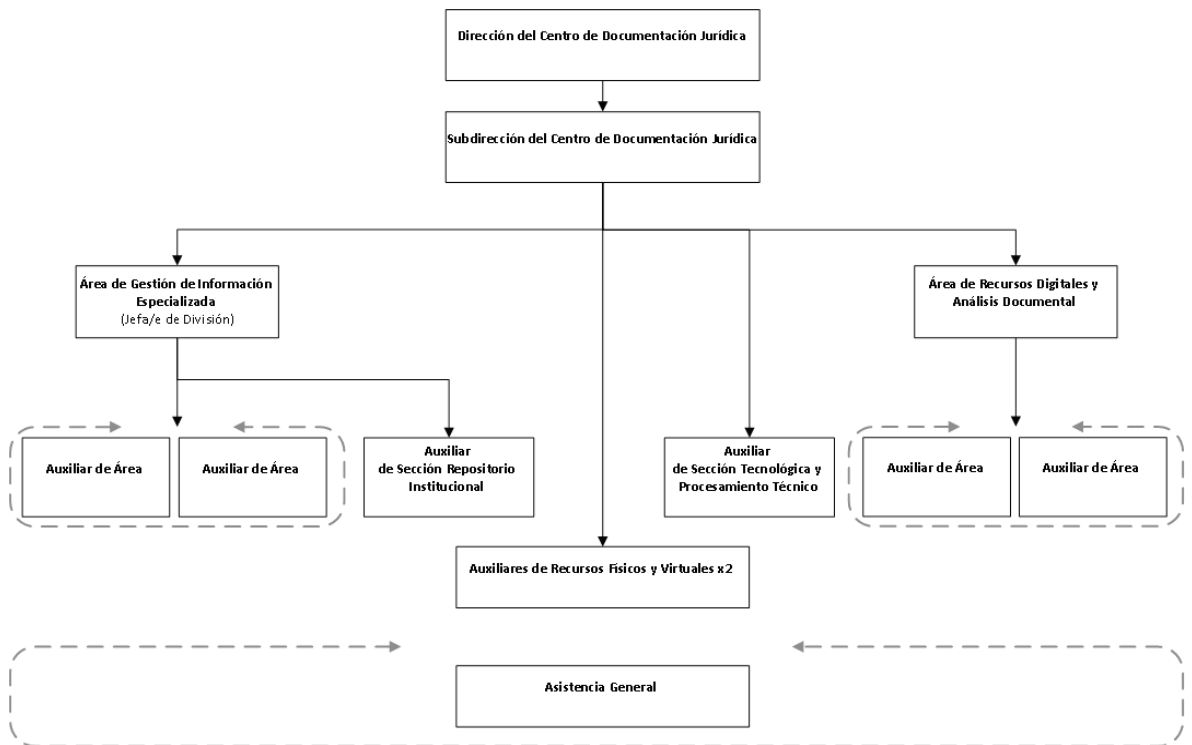 Dirección del Centro de Documentación Jurídica
Subdirección del Centro de Documentación Jurídica
Área de Gestión de Información
Especializada
(Jefa/e de División)
Área de Recursos Digitales y
Análisis Documental
Auxiliar de Área
Auxiliar de Área
Auxiliar
de Sección Repositorio
Institucional
Auxiliar
de Sección Tecnológica y
Procesamiento Técnico
Auxiliar de Área
Auxiliar de Área
Auxiliares de Recursos Físicos y Virtuales x2
Asistencia General